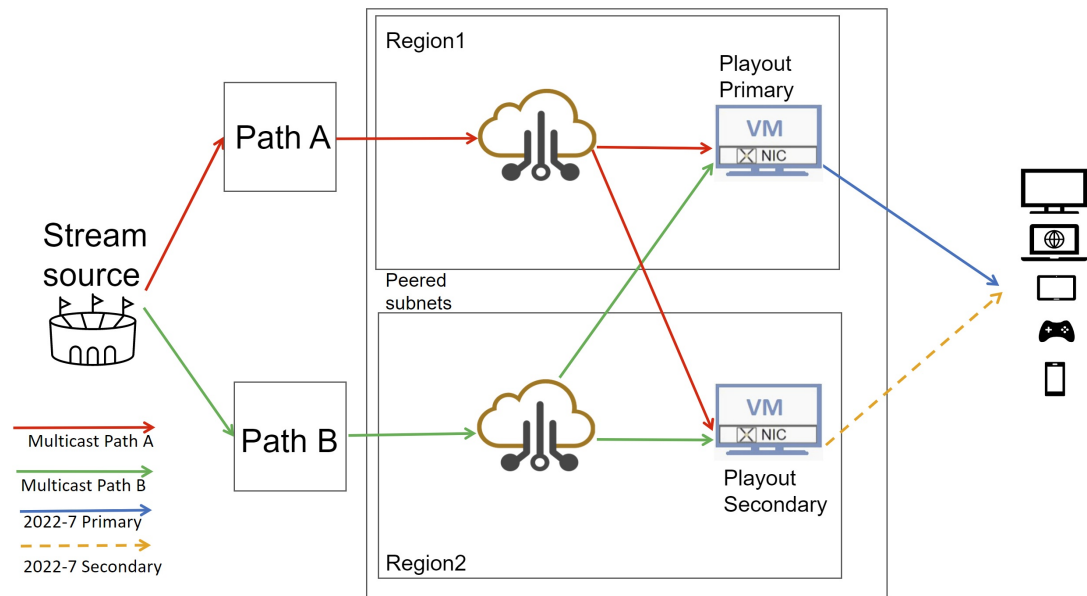 Region1
Playout
Primary
VM
NIC
Path A
Stream
source
Peered
subnets
Path B
VM
NIC
Playout
Secondary
Region2
Multicast Path A
Multicast Path B
2022-7 Primary
2022-7 Secondary